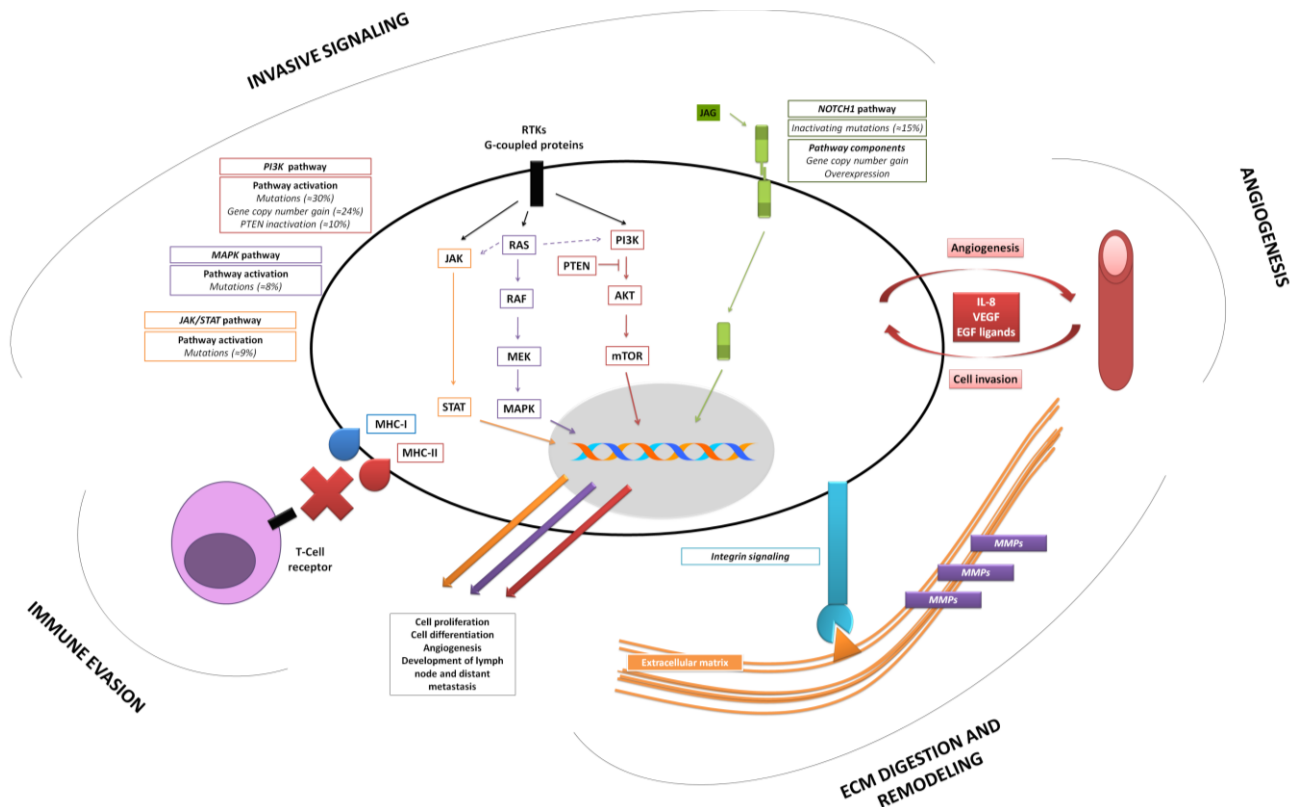 INVASIVE SIGNALING
ANGIOGENESIS
JAG
NOTCH1 pathway
Inactivating mutations (≈15%)
Pathway components
Gene copy number gain
Overexpression
RTKs
G-coupled proteins
PI3K pathway
Pathway activation
Mutations (≈30%)
Gene copy number gain (≈24%)
PTEN inactivation (≈10%)
MAPK pathway
Pathway activation
Mutations (≈8%)
JAK/STAT pathway
Pathway activation
Mutations (≈9%)
JAK
RAS
PI3K
PTEN
RAF
AKT
MEK
mTOR
STAT
MAPK
Angiogenesis
IL-8
VEGF
EGF ligands
Cell invasion
MHC-I
MHC-II
T-Cell
receptor
Integrin signaling
MMPs
MMPs
MMPs
Cell proliferation
Cell differentiation
Angiogenesis
Development of lymph
node and distant
metastasis
Extracellular matrix
IMMUNE EVASION
ECM DIGESTION AND
REMODELING